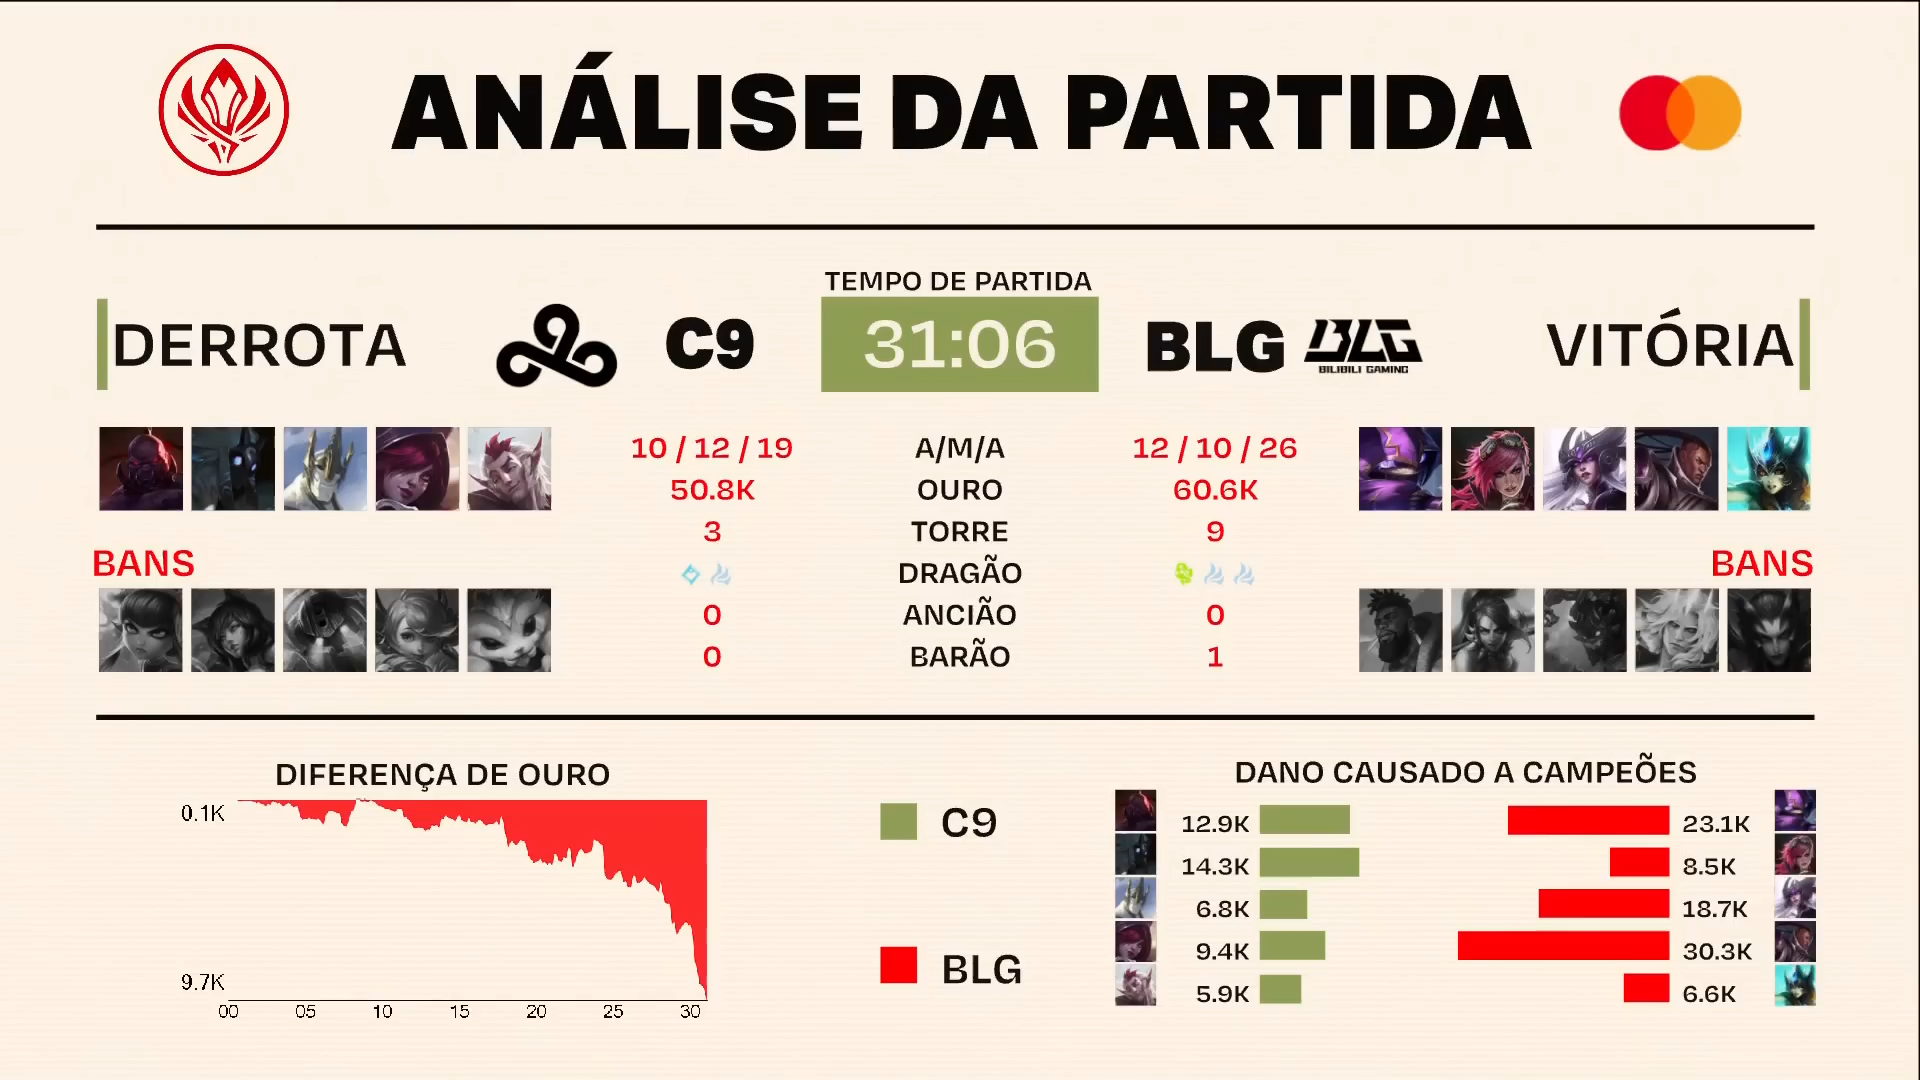 ANÁLISE DA PARTIDA
TEMPO DE PARTIDA
DERROTA C9 31:06 BLG BLG VITÓRIA
BILIBILI GAMING
10 / 12 / 19 A/M/A 12 / 10 / 26
50.8K OURO 60.6K
3 TORRE 9
BANS BANS
DRAGÃO
0 ANCIÃO 0
0 BARÃO 1
DIFERENÇA DE OURO
0.1K
9.7K
00 05 10 15 20 25 30
C9
BLG
DANO CAUSADO A CAMPEÕES
12.9K 23.1K
14.3K 8.5K
6.8K 18.7K
9.4K 30.3K
5.9K 6.6K